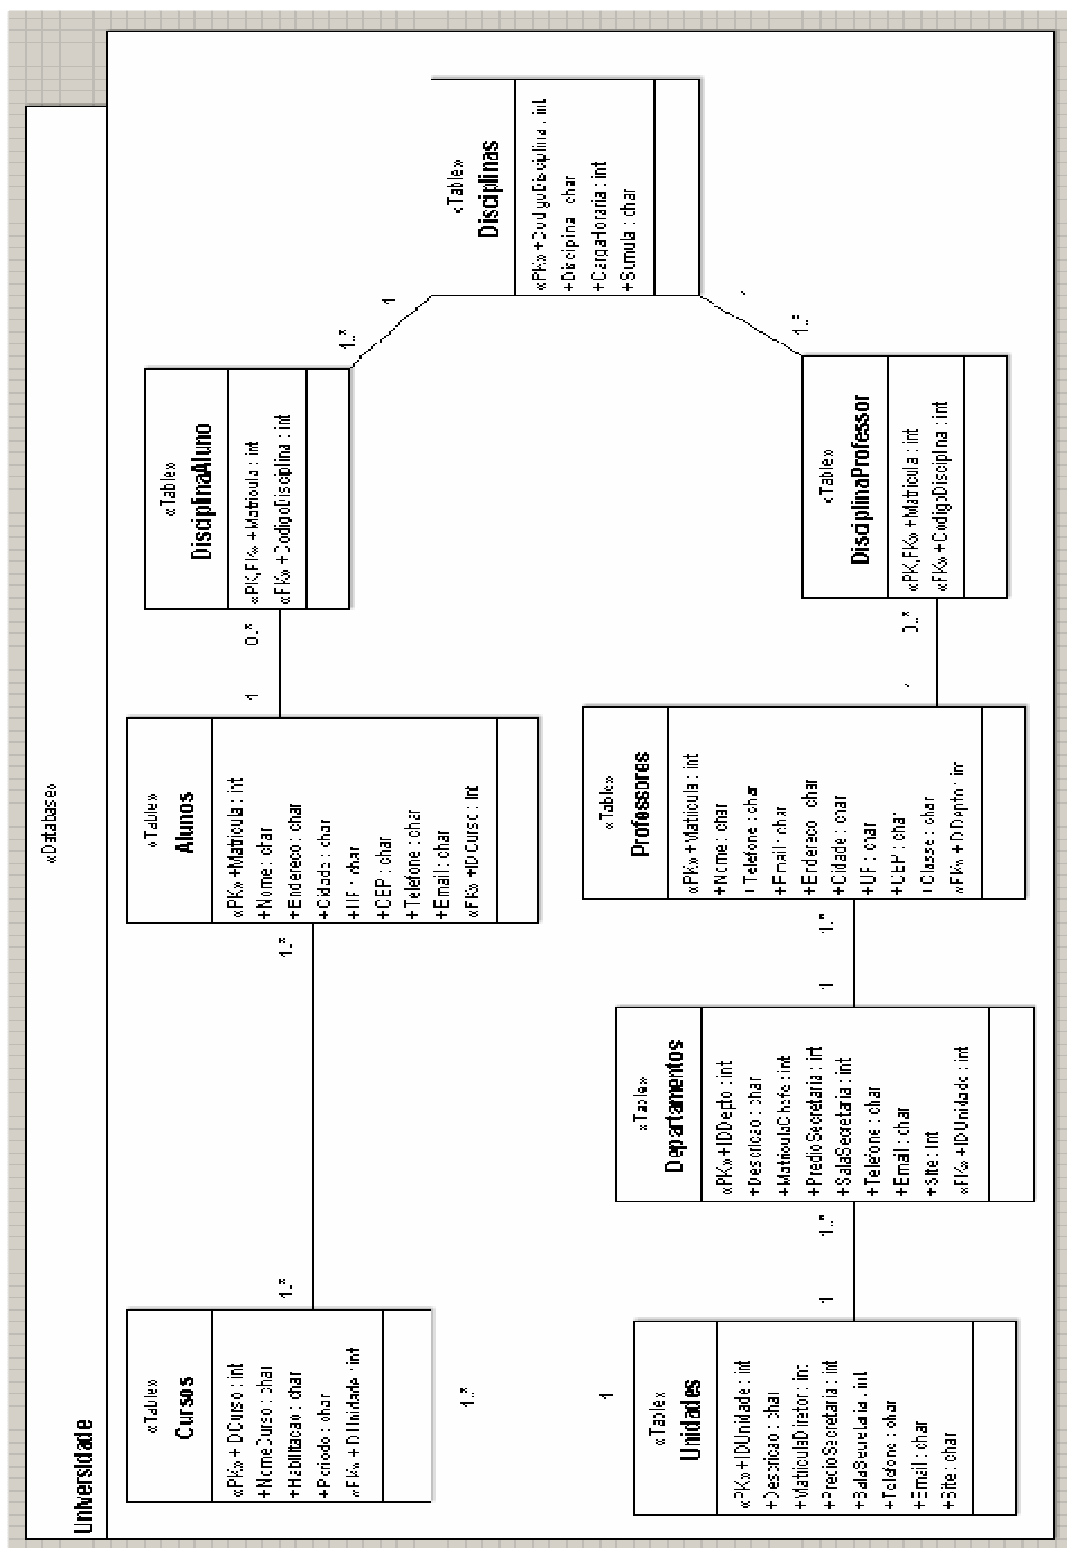 «Database»
Universidade
«Table»
Cursos
«PK» +IDCurso : int
+NomeCurso : char
+Habilitacao : char
+Periodo : char
«FK» +IDUnidade : int
1..*
1..*
«Table»
Alunos
«PK» +Matricula : int
+Nome : char
+Endereco : char
+Cidade : char
+UF : char
+CEP : char
+Telefone : char
+Email : char
«FK» +IDCurso : int
1
0..*
«Table»
DisciplinaAluno
«PK,FK» +Matricula : int
«FK» +CodigoDisciplina : int
1..*
1
«Table»
Disciplinas
«PK» +CodigoDisciplina : int
+Disciplina : char
+CargaHoraria : int
+Sumula : char
1..*
1
«Table»
Unidades
«PK» +IDUnidade : int
+Descricao : char
+MatriculaDiretor : int
+PredioSecretaria : int
+SalaSecretaria : int
+Telefone : char
+Email : char
+Site : char
1
1..*
«Table»
Departamentos
«PK» +IDDepto : int
+Descricao : char
+MatriculaChefe : int
+PredioSecretaria : int
+SalaSecretaria : int
+Telefone : char
+Email : char
+Site : int
«FK» +IDUnidade : int
1
1..*
«Table»
Professores
«PK» +Matricula : int
+Nome : char
+Telefone : char
+Email : char
+Endereco : char
+Cidade : char
+UF : char
+CEP : char
+Classe : char
«FK» +IDDepto : int
0..*
«Table»
DisciplinaProfessor
«PK,FK» +Matricula : int
«FK» +CodigoDisciplina : int
1..*